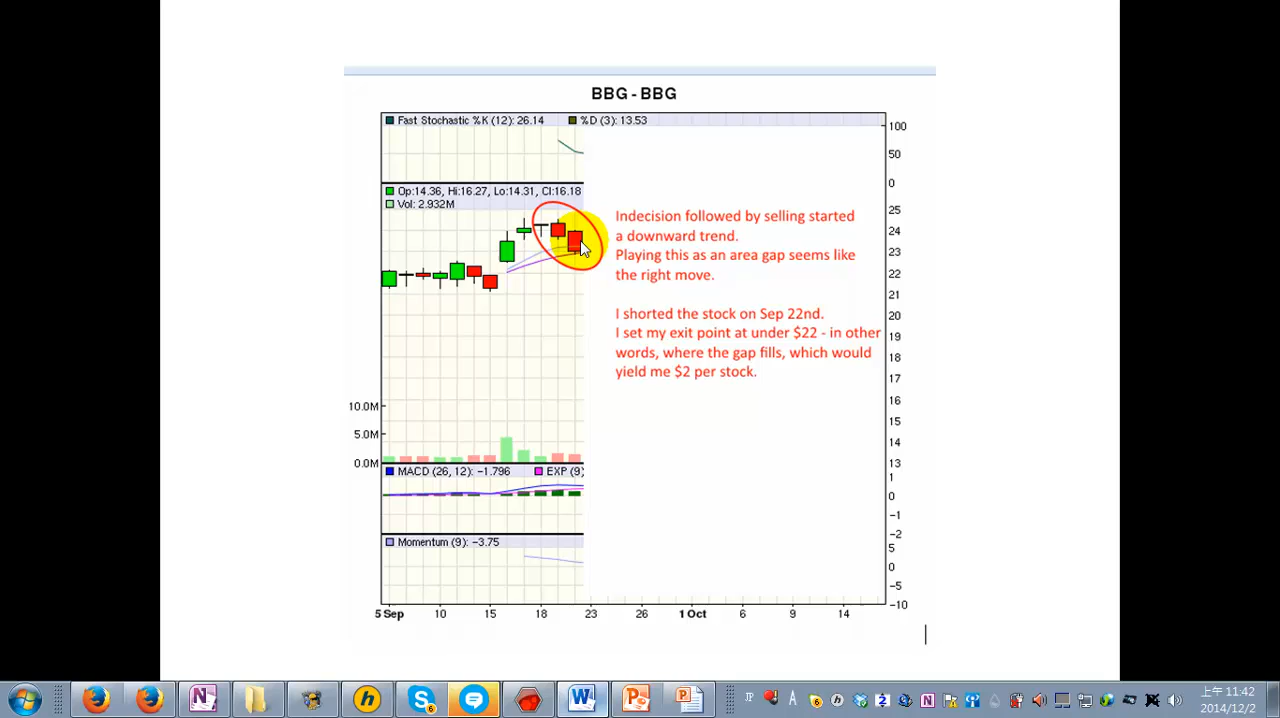 BBG - BBG
Fast Stochastic %K (12): 26.14 %D (3): 13.53
100
50
0
Op:14.36, Hi:16.27, Lo:14.31, Cl:16.18
Vol: 2.932M
25
24
23
22
21
20
19
18
17
16
15
14
13
Indecision followed by selling started
a downward trend.
Playing this as an area gap seems like
the right move.
I shorted the stock on Sep 22nd.
I set my exit point at under $22 - in other
words, where the gap fills, which would
yield me $2 per stock.
10.0M
5.0M
0.0M
MACD (26, 12): -1.796 EXP (9)
1
0
-1
-2
Momentum (9): -3.75
5
0
-5
-10
5 Sep 10 15 18 23 26 1 Oct 6 9 14
JP
上午 11:42
2014/12/2